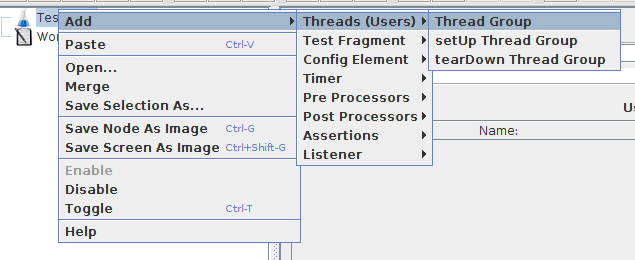 Tes
Wor
Add
Paste Ctrl-V
Open...
Merge
Save Selection As...
Save Node As Image Ctrl-G
Save Screen As Image Ctrl+Shift-G
Enable
Disable
Toggle Ctrl-T
Help
Threads (Users)
Test Fragment
Config Element
Timer
Pre Processors
Post Processors
Assertions
Listener
Thread Group
setUp Thread Group
tearDown Thread Group
Us
Name: